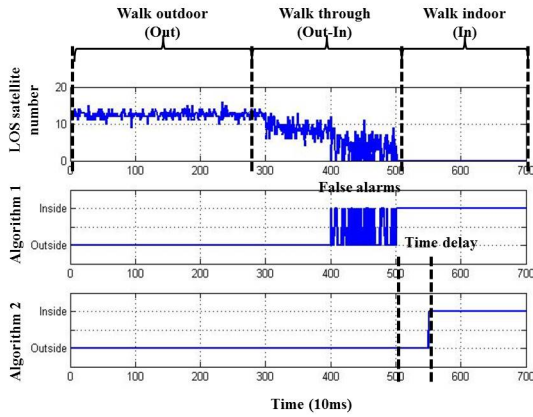 Walk outdoor
(Out)
Walk through
(Out-In)
Walk indoor
(In)
LOS satellite
number
20
10
0
0 100 200 300 400 500 600 700
False alarms
Algorithm 1
Inside
Outside
0 100 200 300 400 500 600 700
Time delay
Algorithm 2
Inside
Outside
0 100 200 300 400 500 600 700
Time (10ms)